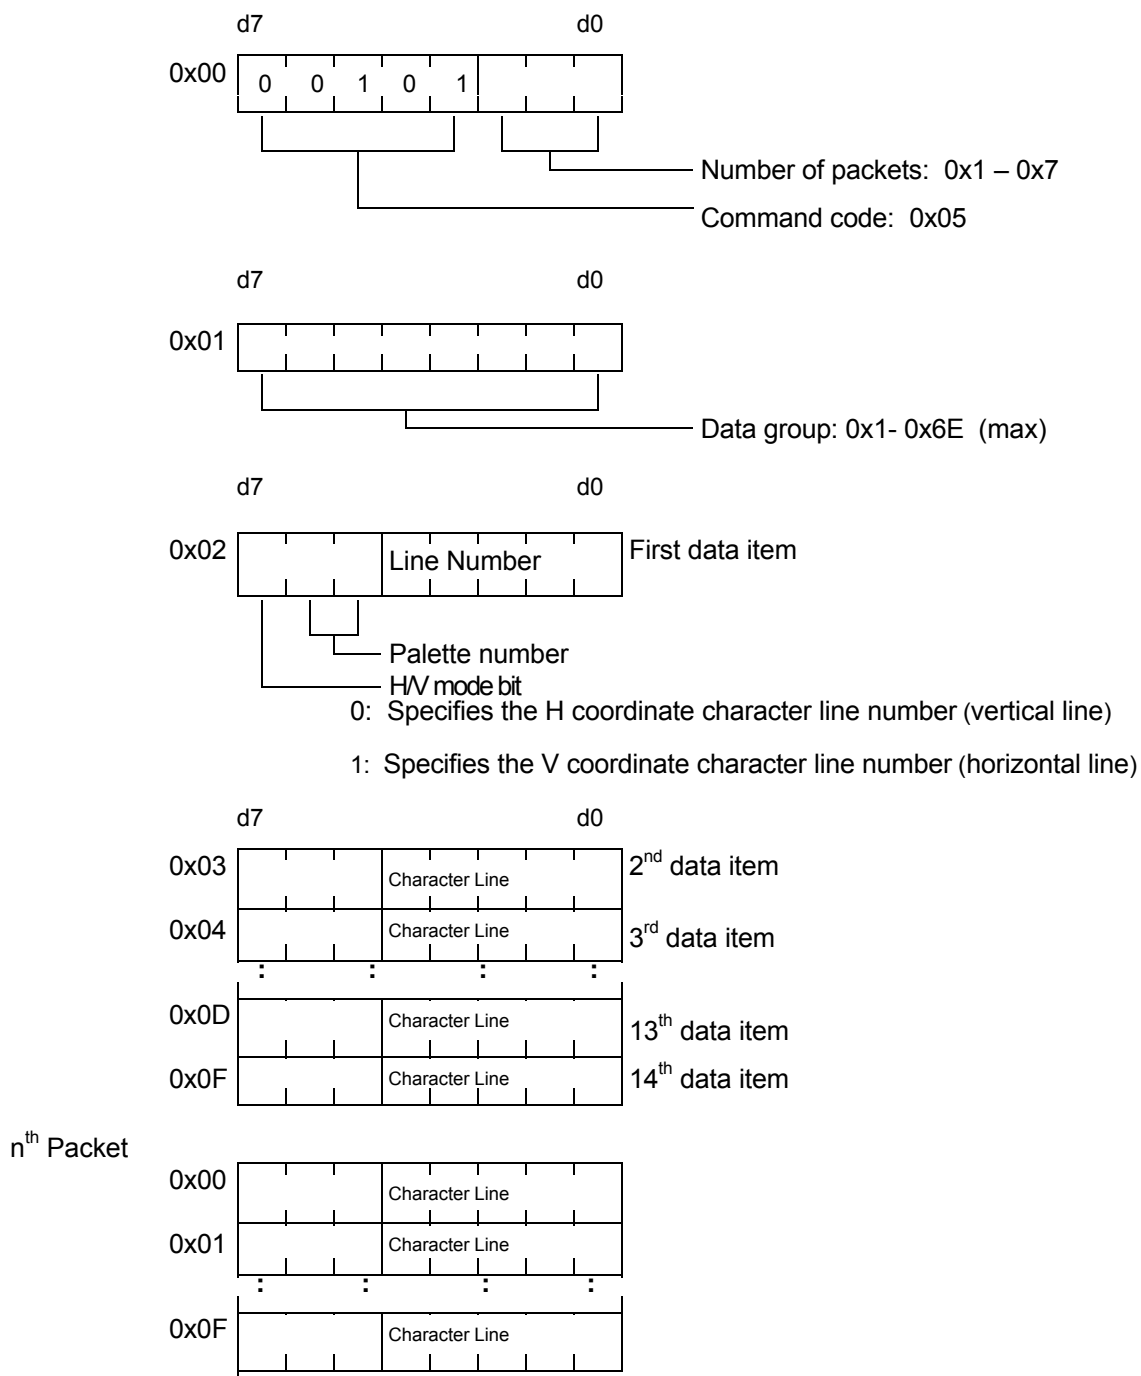 d7 d0
0x00 0 0 1 0 1
Number of packets: 0x1 – 0x7
Command code: 0x05
d7 d0
0x01
Data group: 0x1- 0x6E (max)
d7 d0
0x02 Line Number First data item
Palette number
H/V mode bit
0: Specifies the H coordinate character line number (vertical line)
1: Specifies the V coordinate character line number (horizontal line)
d7 d0
0x03 Character Line 2nd data item
0x04 Character Line 3rd data item
: : : :
0x0D Character Line 13th data item
0x0F Character Line 14th data item
nth Packet
0x00 Character Line
0x01 Character Line
: : : :
0x0F Character Line